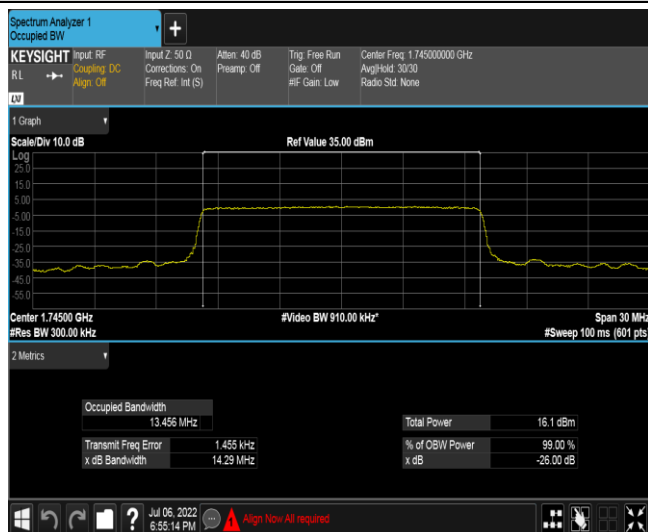 Spectrum Analyzer 1
Occupied BW
+
KEYSIGHT
R L
LXI
Input: RF
Coupling: DC
Align: Off
Input Z: 50 Ω
Corrections: On
Freq Ref: Int (S)
Atten: 40 dB
Preamp: Off
Trig: Free Run
Gate: Off
#IF Gain: Low
Center Freq: 1.745000000 GHz
Avg|Hold: 30/30
Radio Std: None
1 Graph
Scale/Div 10.0 dB
Ref Value 35.00 dBm
Log
25.0
15.0
5.00
-5.00
-15.0
-25.0
-35.0
-45.0
-55.0
Center 1.74500 GHz
#Video BW 910.00 kHz*
Span 30 MHz
#Res BW 300.00 kHz
#Sweep 100 ms (601 pts)
2 Metrics
Occupied Bandwidth
13.456 MHz
Total Power 16.1 dBm
Transmit Freq Error 1.455 kHz
% of OBW Power 99.00 %
x dB Bandwidth 14.29 MHz
x dB -26.00 dB
?
Jul 06, 2022
6:55:14 PM
Align Now All required